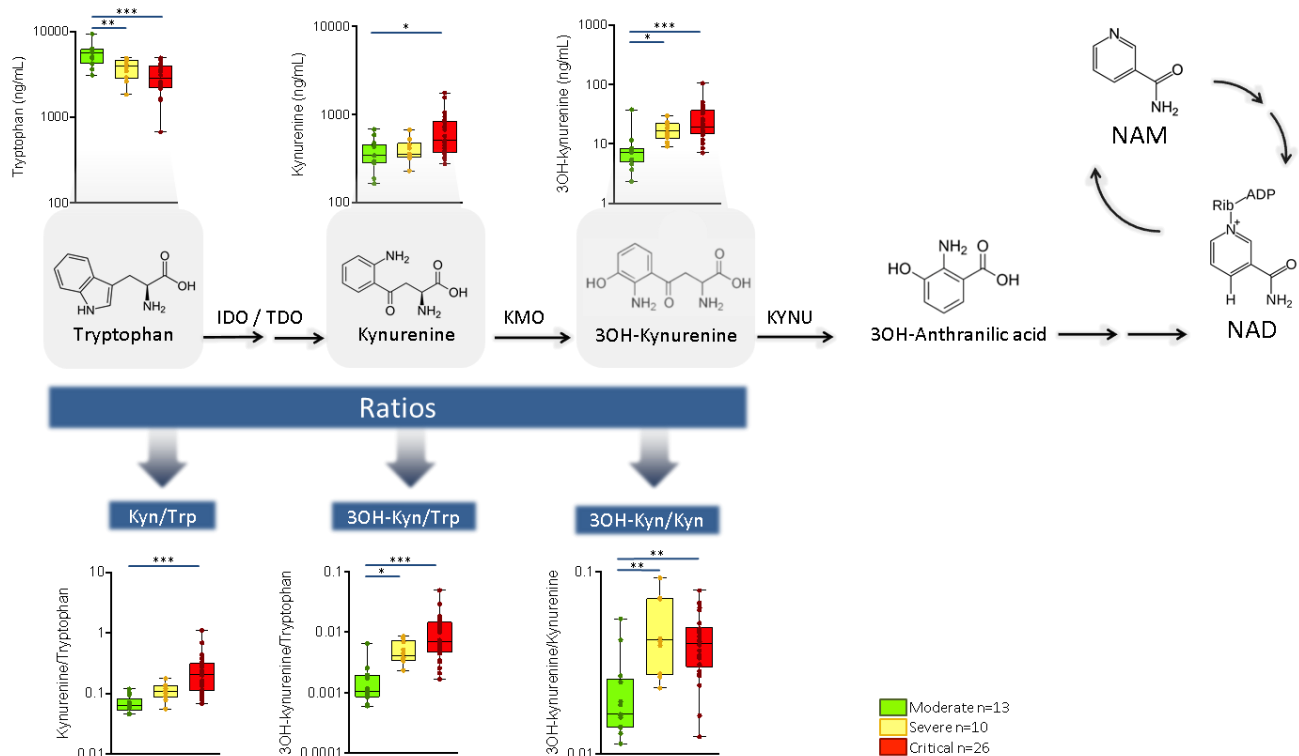 ***
**
10000
1000
100
Tryptophan (ng/mL)
*
10000
1000
100
Kynurenine (ng/mL)
***
*
1000
100
10
1
3OH-kynurenine (ng/mL)
N
O
NH₂
NAM
Rib
ADP
N⁺
O
H
NH₂
NAD
O
OH
HN
NH₂
Tryptophan
IDO / TDO
NH₂
O
OH
O
NH₂
Kynurenine
KMO
HO
O
OH
NH₂
O
NH₂
3OH-Kynurenine
KYNU
NH₂
O
HO
OH
3OH-Anthranilic acid
Ratios
Kyn/Trp
3OH-Kyn/Trp
3OH-Kyn/Kyn
***
10
1
0.1
0.01
Kynurenine/Tryptophan
***
*
0.1
0.01
0.001
0.0001
3OH-kynurenine/Tryptophan
**
**
0.1
0.01
3OH-kynurenine/Kynurenine
Moderate n=13
Severe n=10
Critical n=26